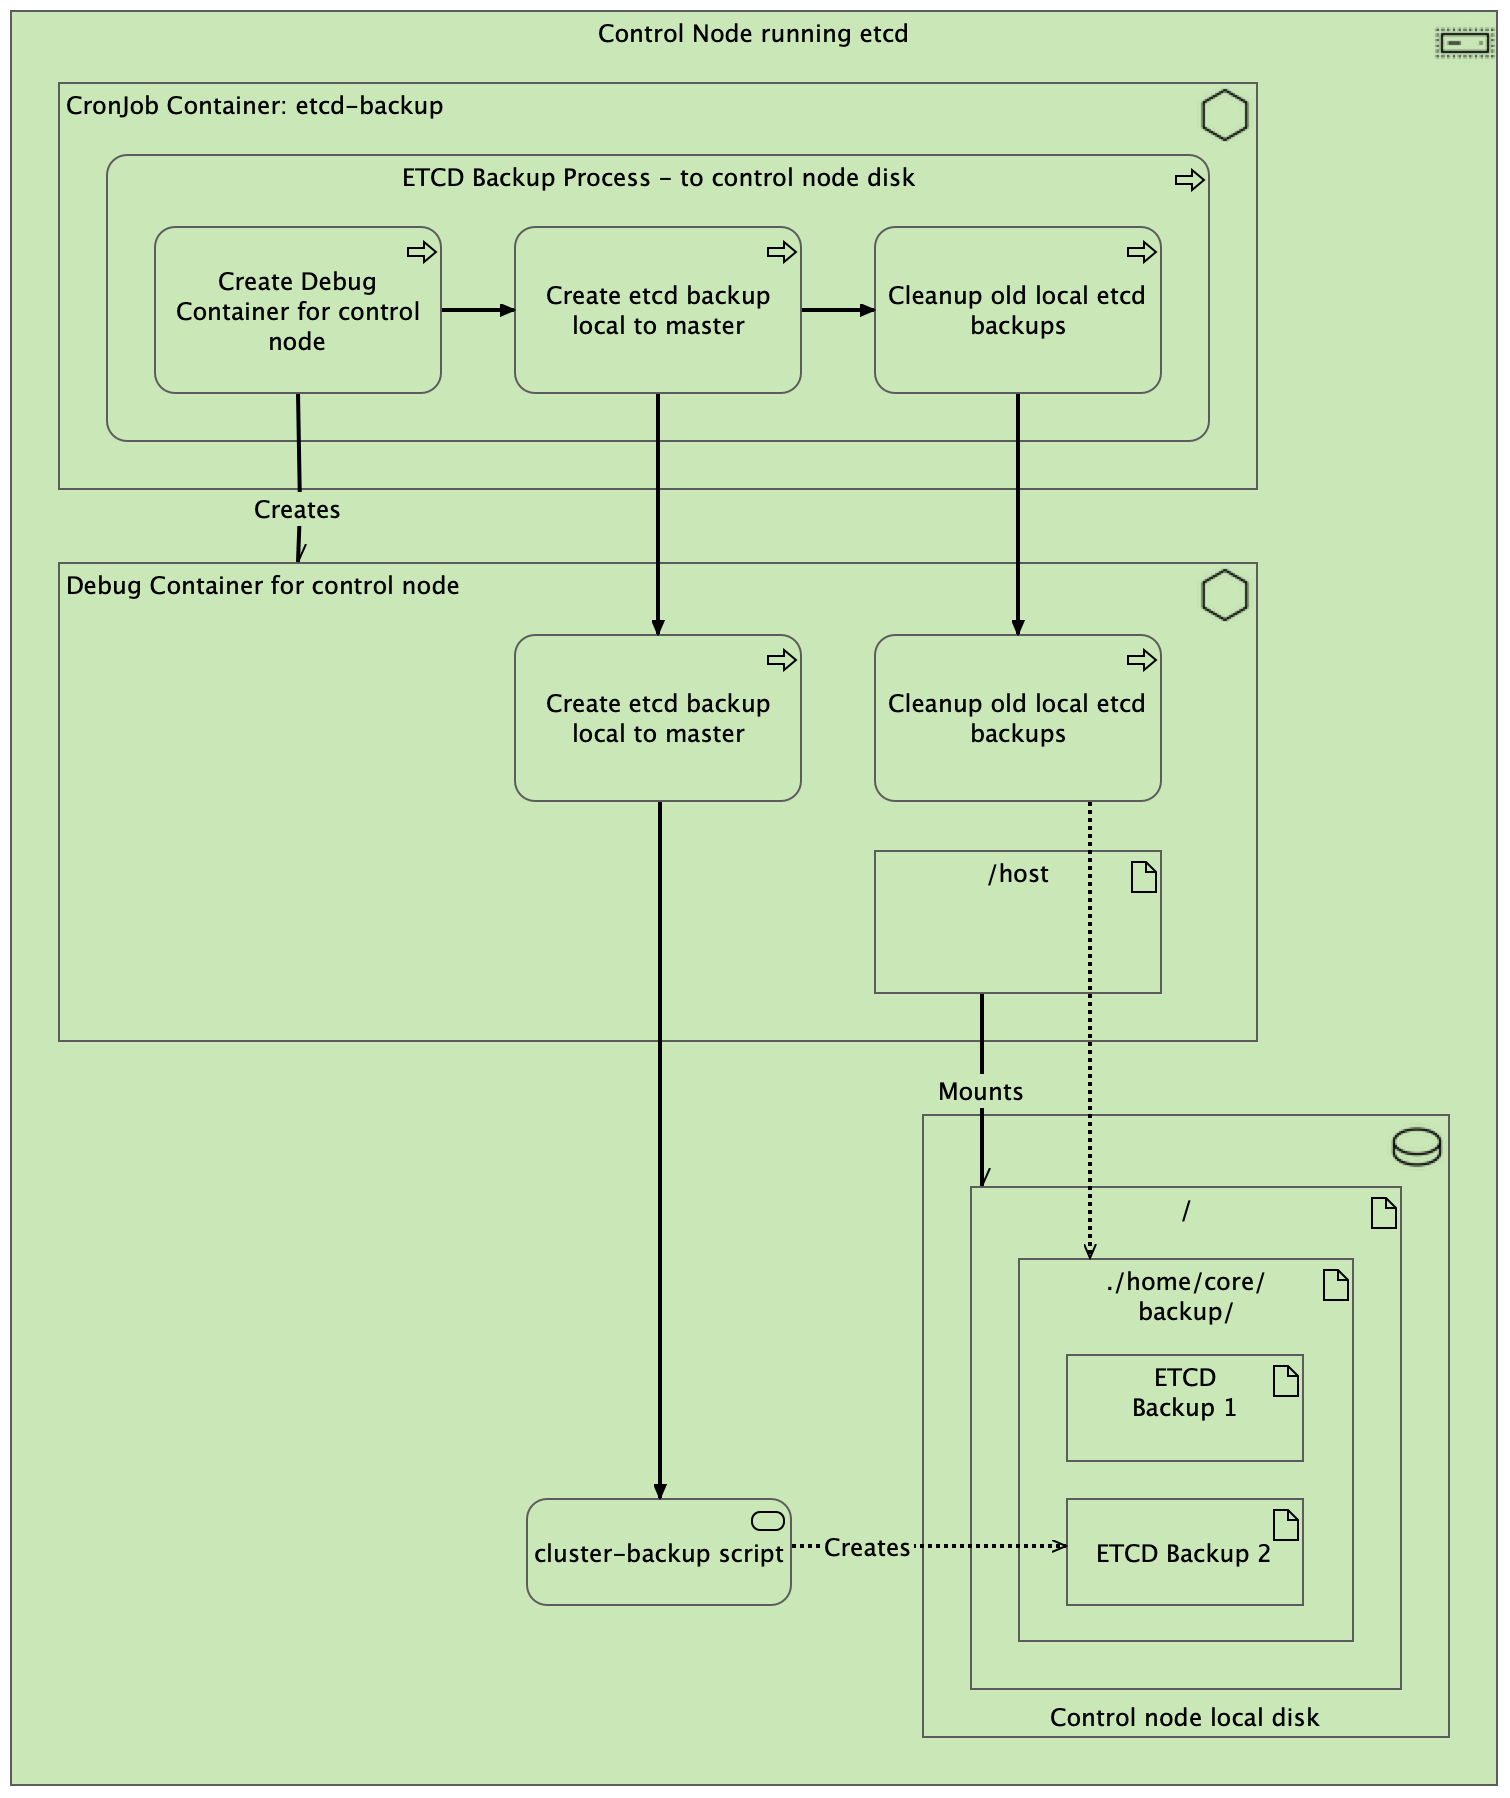 Control Node running etcd
CronJob Container: etcd-backup
ETCD Backup Process - to control node disk
Create Debug
Container for control
node
Create etcd backup
local to master
Cleanup old local etcd
backups
Creates
Debug Container for control node
Create etcd backup
local to master
Cleanup old local etcd
backups
/host
Mounts
/
./home/core/
backup/
ETCD
Backup 1
cluster-backup script
Creates
ETCD Backup 2
Control node local disk